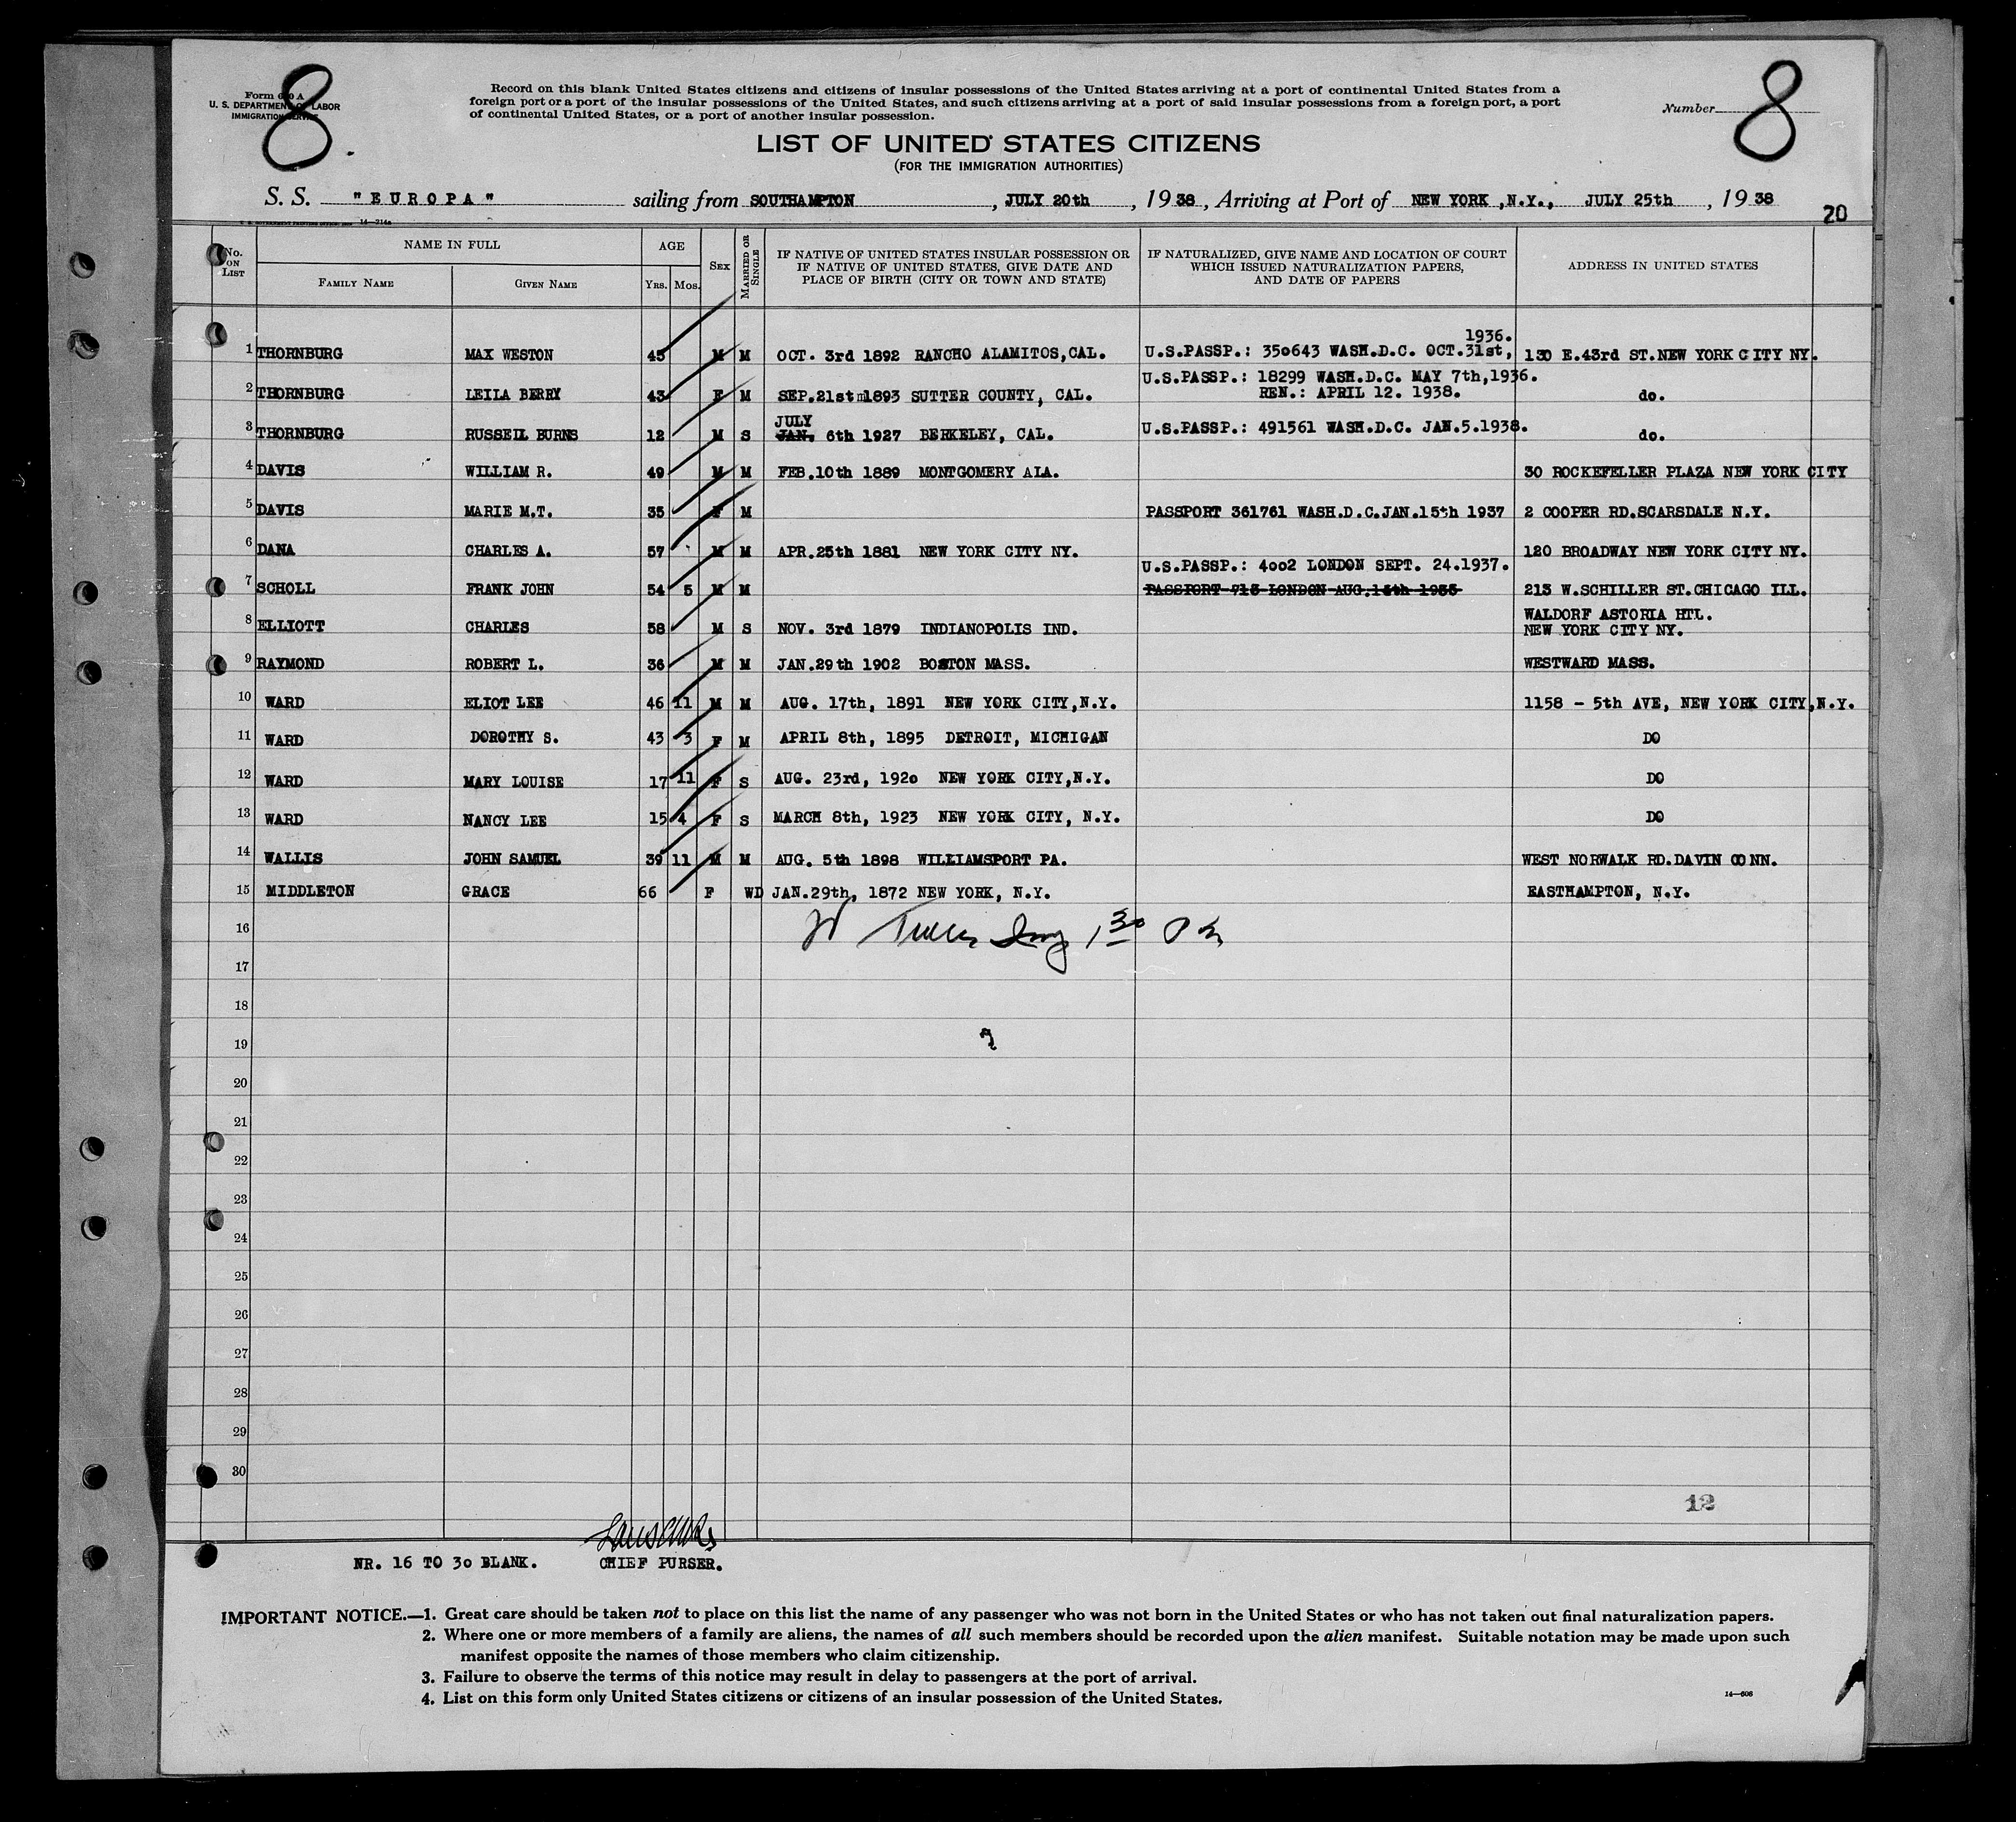 8. 8
Form 630 A
U. S. DEPARTMENT OF LABOR
IMMIGRATION SERVICE
Record on this blank United States citizens and citizens of insular possessions of the United States arriving at a port of continental United States from a
foreign port or a port of the insular possessions of the United States, and such citizens arriving at a port of said insular possessions from a foreign port, a port
of continental United States, or a port of another insular possession.
Number
LIST OF UNITED STATES CITIZENS
(FOR THE IMMIGRATION AUTHORITIES)
S. S. "EUROPA" sailing from SOUTHAMPTON, JULY 20th, 1938, Arriving at Port of NEW YORK ,N.Y., JULY 25th, 1938
20
No. ON LIST NAME IN FULL AGE SEX MARRIED OR SINGLE IF NATIVE OF UNITED STATES INSULAR POSSESSION OR IF NATIVE OF UNITED STATES, GIVE DATE AND PLACE OF BIRTH (CITY OR TOWN AND STATE) IF NATURALIZED, GIVE NAME AND LOCATION OF COURT WHICH ISSUED NATURALIZATION PAPERS, AND DATE OF PAPERS ADDRESS IN UNITED STATES
FAMILY NAME GIVEN NAME YRS. MOS.
1936.
1 THORNBURG MAX WESTON 45 M M OCT. 3rd 1892 RANCHO ALAMITOS,CAL. U.S.PASSP.: 350643 WASH.D.C. OCT.31st, 130 E.43rd ST.NEW YORK CITY NY.
U.S.PASSP.: 18299 WASH.D.C. MAY 7th,1936.
2 THORNBURG LEILA BERRY 43 F M SEP.21st 1893 SUTTER COUNTY, CAL. REN.: APRIL 12. 1938. do.
JULY
3 THORNBURG RUSSELL BURNS 12 M S JAN. 6th 1927 BERKELEY, CAL. U.S.PASSP.: 491561 WASH.D.C. JAN.5.1938. do.
4 DAVIS WILLIAM R. 49 M M FEB.10th 1889 MONTGOMERY ALA. 30 ROCKEFELLER PLAZA NEW YORK CITY
5 DAVIS MARIE M.T. 35 F M PASSPORT 361761 WASH.D.C.JAN.15th 1937 2 COOPER RD.SCARSDALE N.Y.
6 DANA CHARLES A. 57 M M APR.25th 1881 NEW YORK CITY NY. 120 BROADWAY NEW YORK CITY NY.
U.S.PASSP.: 4002 LONDON SEPT. 24.1937.
7 SCHOLL FRANK JOHN 54 5 M M PASSPORT 713 LONDON AUG.14th 1935 213 W.SCHILLER ST.CHICAGO ILL.
WALDORF ASTORIA HTL.
8 ELLIOTT CHARLES 58 M S NOV. 3rd 1879 INDIANOPOLIS IND. NEW YORK CITY NY.
9 RAYMOND ROBERT L. 36 M M JAN.29th 1902 BOSTON MASS. WESTWARD MASS.
10 WARD ELIOT LEE 46 11 M M AUG. 17th, 1891 NEW YORK CITY,N.Y. 1158 - 5th AVE, NEW YORK CITY,N.Y.
11 WARD DOROTHY S. 43 3 F M APRIL 8th, 1895 DETROIT, MICHIGAN DO
12 WARD MARY LOUISE 17 11 F S AUG. 23rd, 1920 NEW YORK CITY,N.Y. DO
13 WARD NANCY LEE 15 4 F S MARCH 8th, 1923 NEW YORK CITY, N.Y. DO
14 WALLIS JOHN SAMUEL 39 11 M M AUG. 5th 1898 WILLIAMSPORT PA. WEST NORWALK RD.DAVIN CONN.
15 MIDDLETON GRACE 66 F WD JAN.29th, 1872 NEW YORK, N.Y. EASTHAMPTON, N.Y.
16 1 30
17
18
19
20
21
22
23
24
25
26
27
28
29
30
12
NR. 16 TO 30 BLANK. CHIEF PURSER.
IMPORTANT NOTICE.—1. Great care should be taken not to place on this list the name of any passenger who was not born in the United States or who has not taken out final naturalization papers.
2. Where one or more members of a family are aliens, the names of all such members should be recorded upon the alien manifest. Suitable notation may be made upon such
manifest opposite the names of those members who claim citizenship.
3. Failure to observe the terms of this notice may result in delay to passengers at the port of arrival.
4. List on this form only United States citizens or citizens of an insular possession of the United States.
14—608